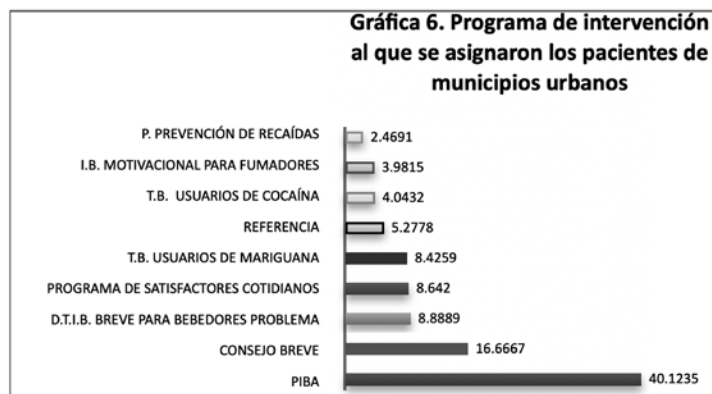 Gráfica 6. Programa de intervención
al que se asignaron los pacientes de
municipios urbanos
P. PREVENCIÓN DE RECAÍDAS 2.4691
I.B. MOTIVACIONAL PARA FUMADORES 3.9815
T.B. USUARIOS DE COCAÍNA 4.0432
REFERENCIA 5.2778
T.B. USUARIOS DE MARIGUANA 8.4259
PROGRAMA DE SATISFACTORES COTIDIANOS 8.642
D.T.I.B. BREVE PARA BEBEDORES PROBLEMA 8.8889
CONSEJO BREVE 16.6667
PIBA 40.1235